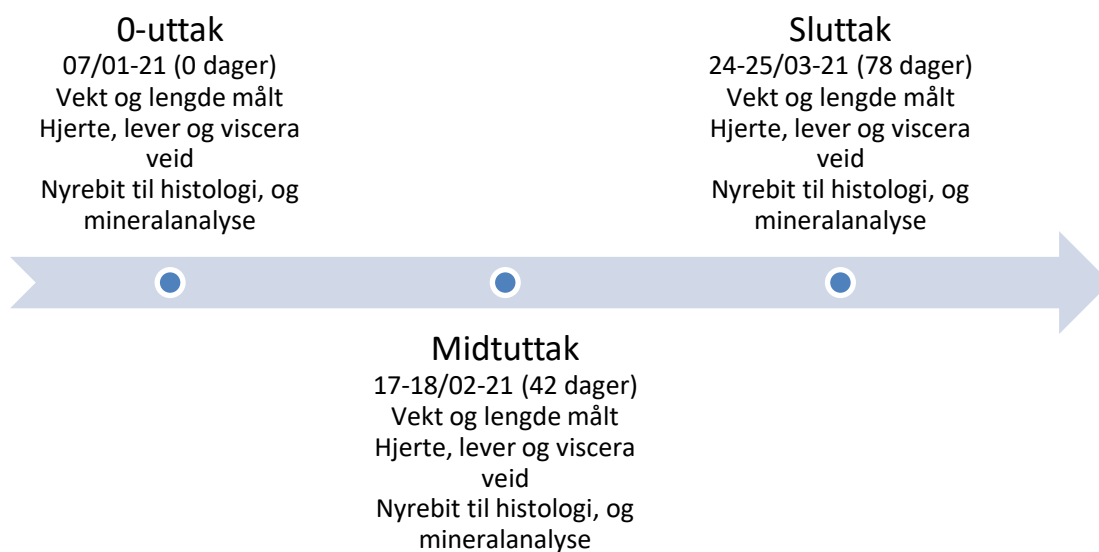 0-uttak
07/01-21 (0 dager)
Vekt og lengde målt
Hjerte, lever og viscera
veid
Nyrebit til histologi, og
mineralanalyse
Midtuttak
17-18/02-21 (42 dager)
Vekt og lengde målt
Hjerte, lever og viscera
veid
Nyrebit til histologi, og
mineralanalyse
Sluttak
24-25/03-21 (78 dager)
Vekt og lengde målt
Hjerte, lever og viscera
veid
Nyrebit til histologi, og
mineralanalyse